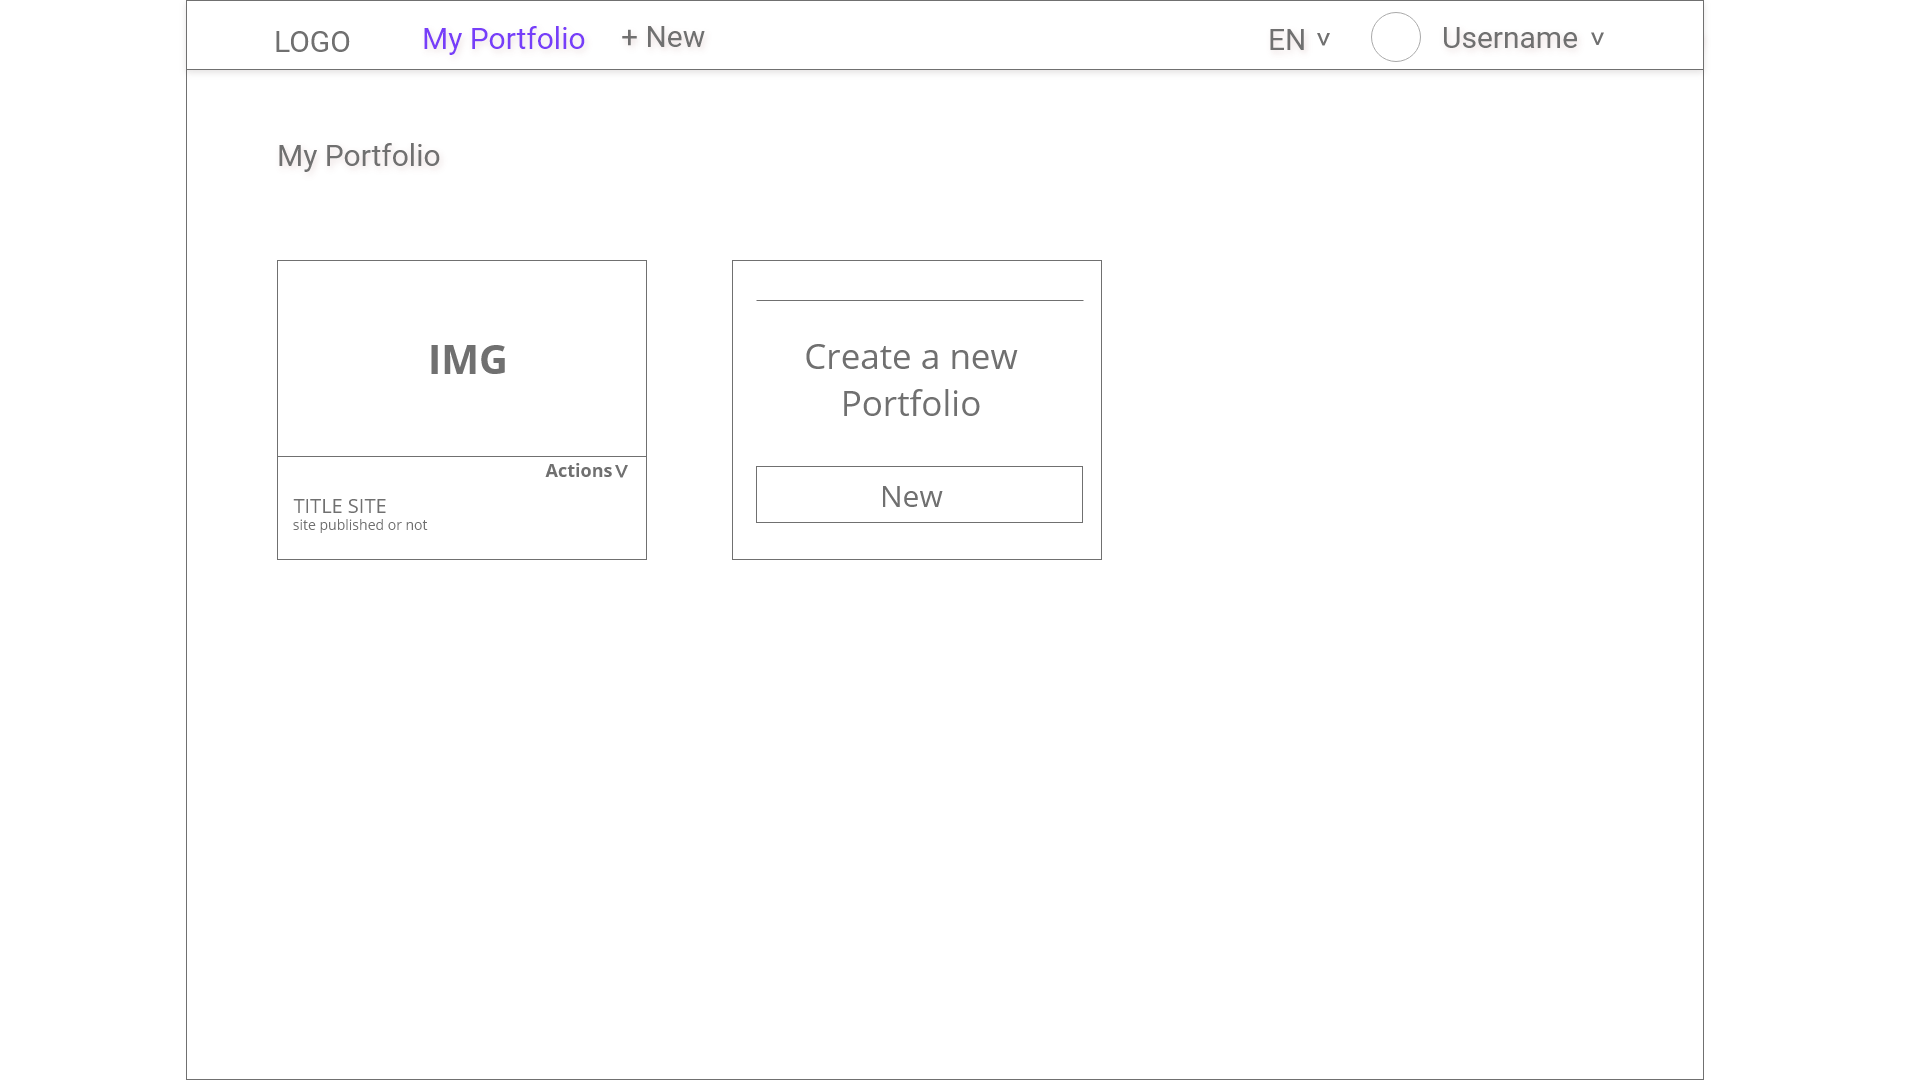 LOGO My Portfolio + New EN v Username v
My Portfolio
IMG
Actions V
TITLE SITE
site published or not
Create a new
Portfolio
New